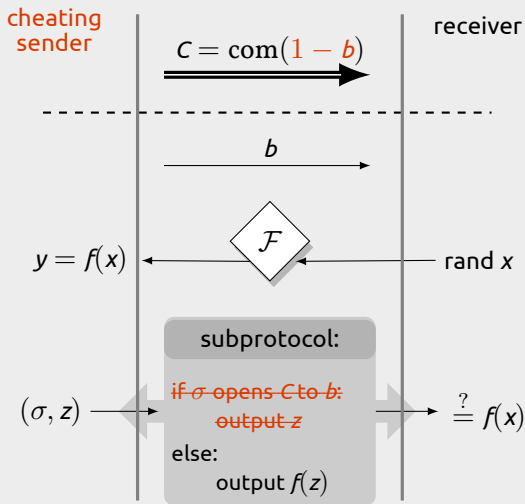 cheating
sender
receiver
C = com(1 − b)
b
F
y = f(x)
rand x
subprotocol:
if σ opens C to b:
output z
(σ, z)
?
= f(x)
else:
output f(z)